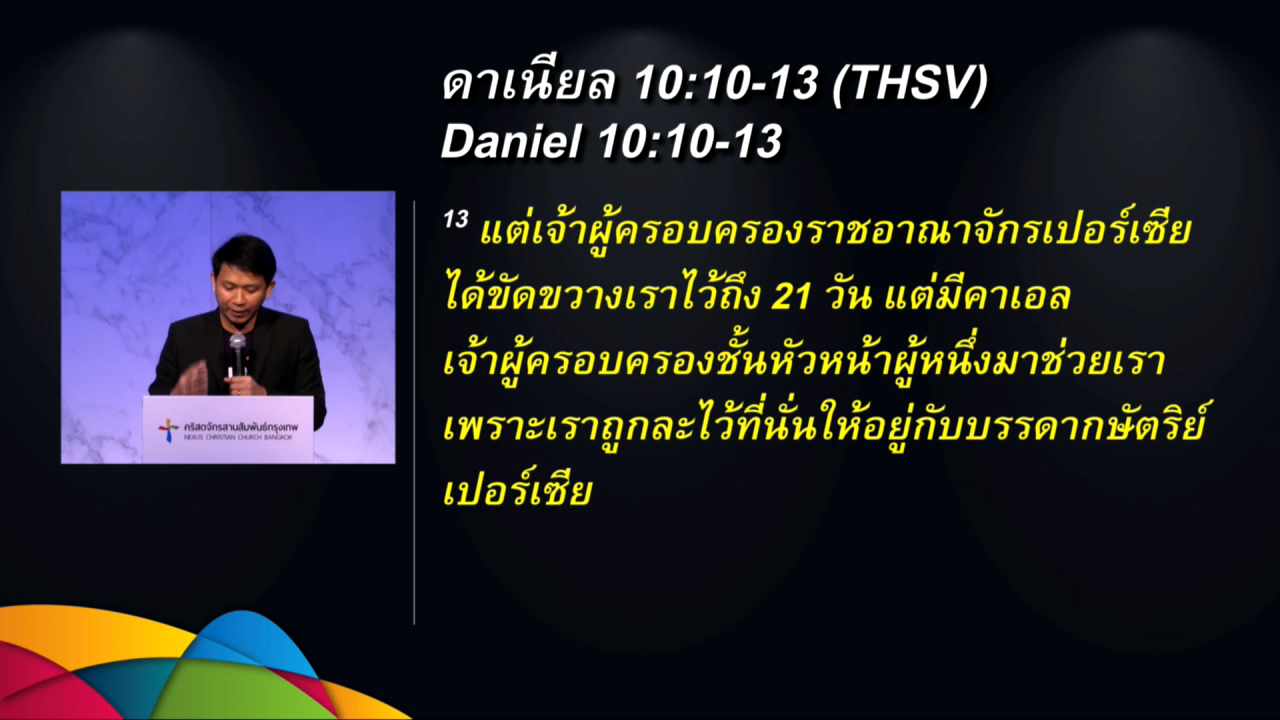 ดาเนียล 10:10-13 (THSV)
Daniel 10:10-13
13 แต่เจ้าผู้ครอบครองราชอาณาจักรเปอร์เซีย
ได้ขัดขวางเราไว้ถึง 21 วัน แต่มีคาเอล
เจ้าผู้ครอบครองชั้นหัวหน้าผู้หนึ่งมาช่วยเรา
เพราะเราถูกละไว้ที่นั่นให้อยู่กับบรรดากษัตริย์
เปอร์เซีย
คริสตจักรสานสัมพันธ์กรุงเทพ
NEXUS CHRISTIAN CHURCH BANGKOK